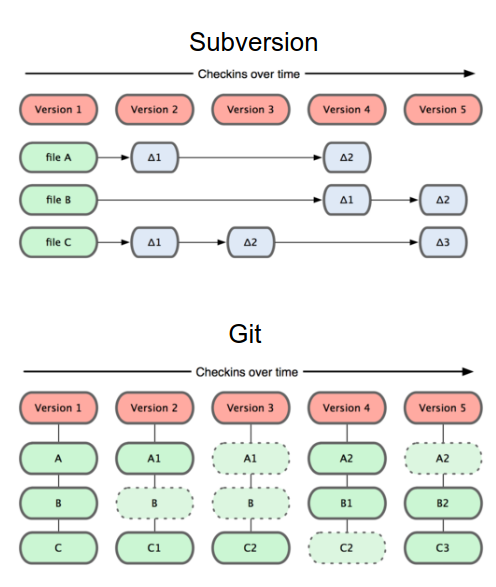 Subversion
Checkins over time
Version 1 Version 2 Version 3 Version 4 Version 5
file A Δ1 Δ2
file B Δ1 Δ2
file C Δ1 Δ2 Δ3
Git
Checkins over time
Version 1 Version 2 Version 3 Version 4 Version 5
A A1 A1 A2 A2
B B B B1 B2
C C1 C2 C2 C3